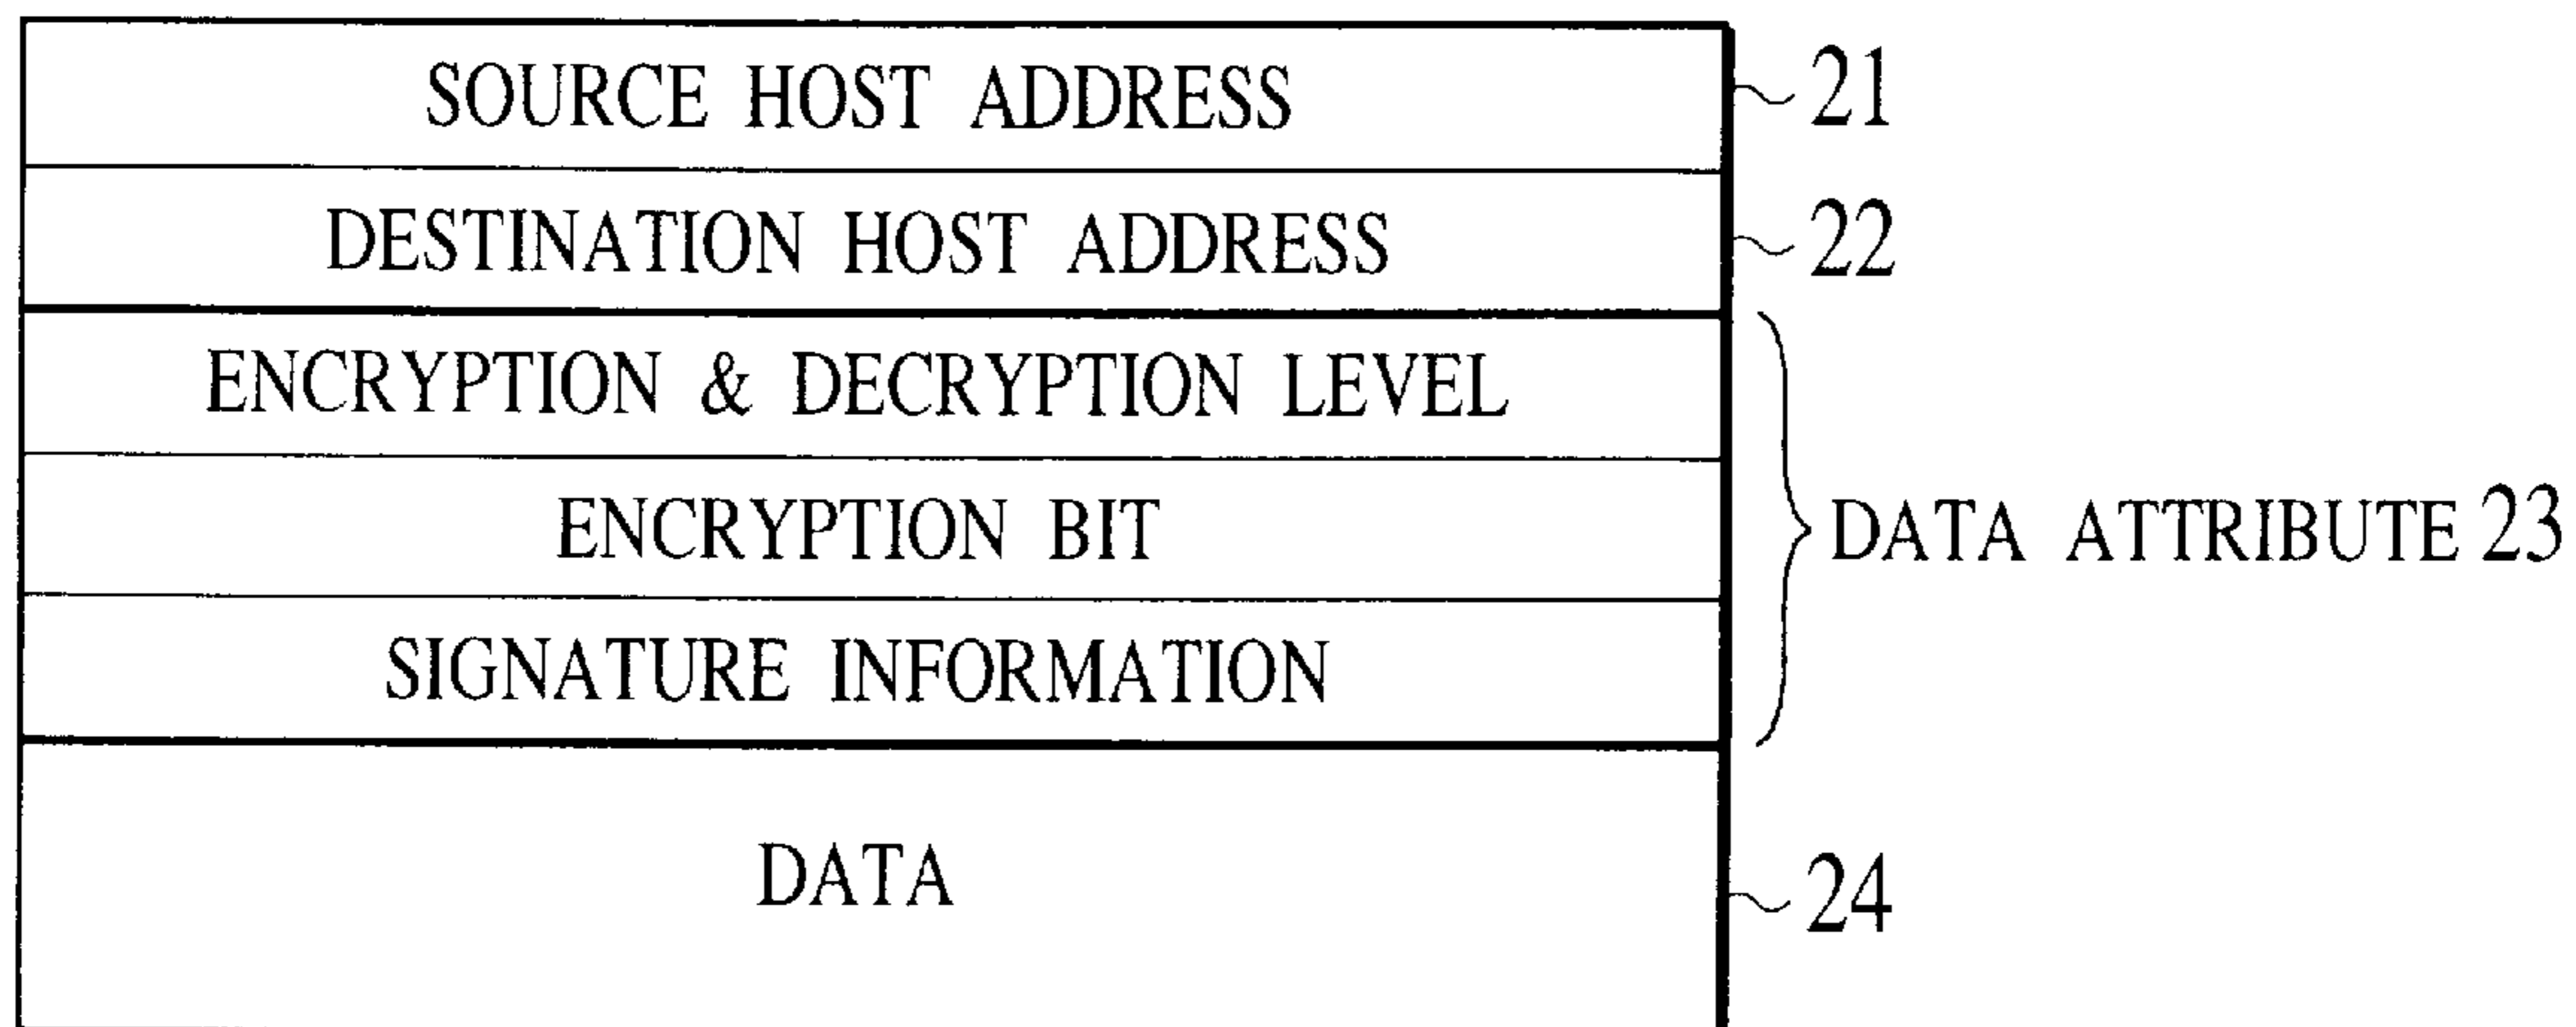 SOURCE HOST ADDRESS 21
DESTINATION HOST ADDRESS 22
ENCRYPTION & DECRYPTION LEVEL
ENCRYPTION BIT
DATA ATTRIBUTE 23
SIGNATURE INFORMATION
DATA 24